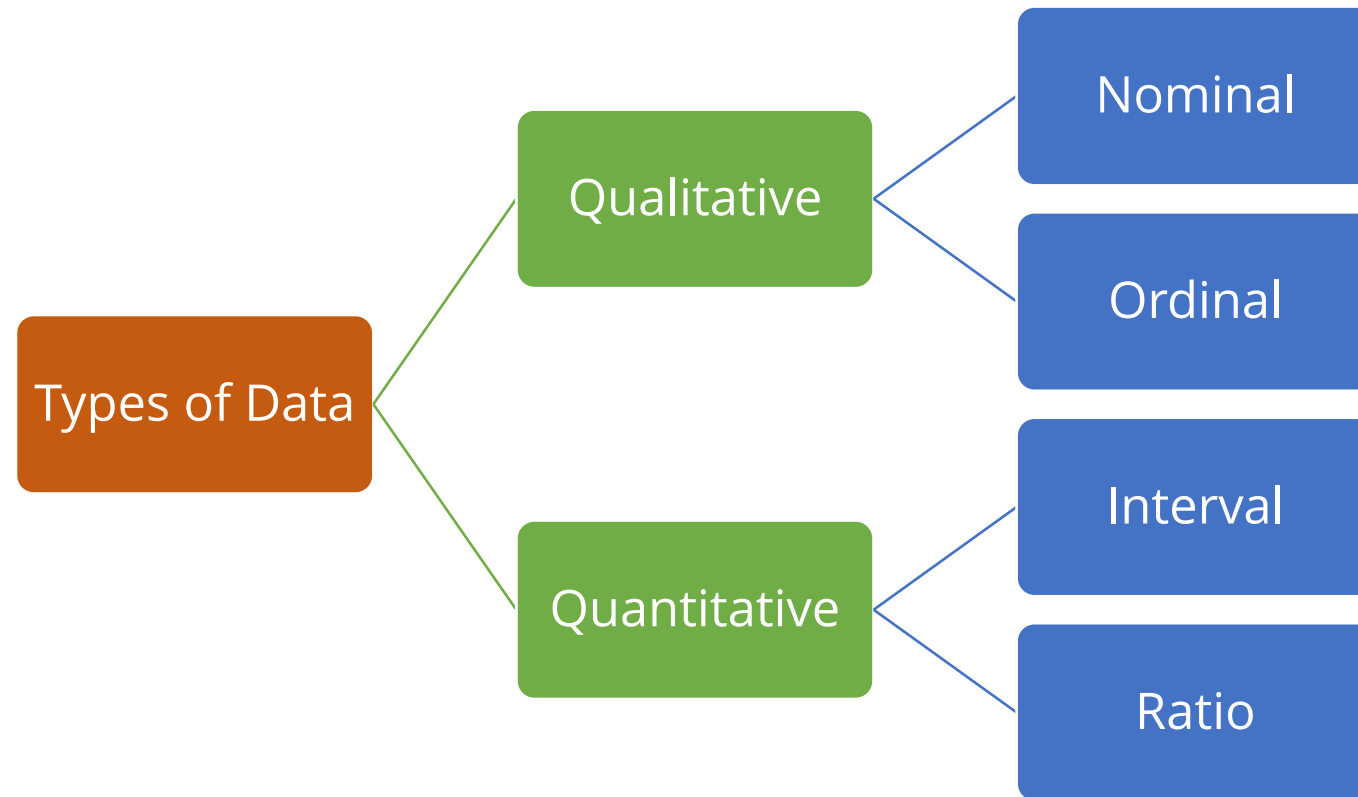 Types of Data
Qualitative
Nominal
Ordinal
Quantitative
Interval
Ratio